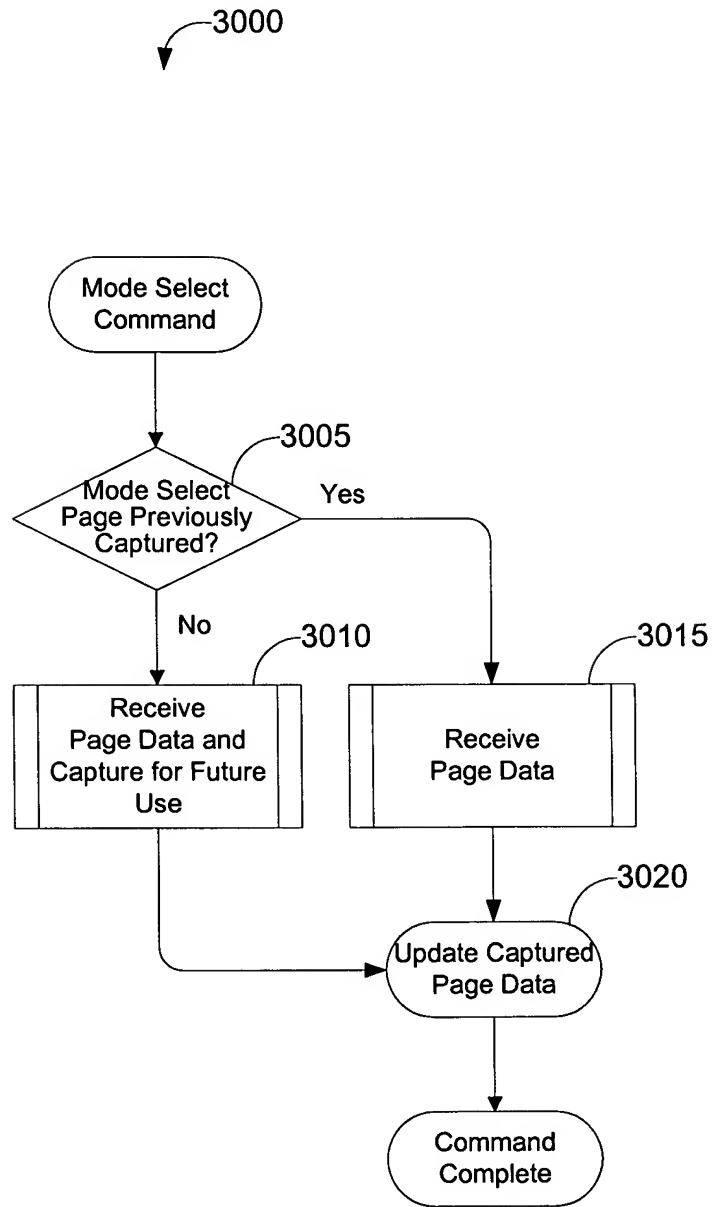 3000
Mode Select
Command
3005
Mode Select
Page Previously
Captured?
Yes
No
3010
Receive
Page Data and
Capture for Future
Use
3015
Receive
Page Data
3020
Update Captured
Page Data
Command
Complete